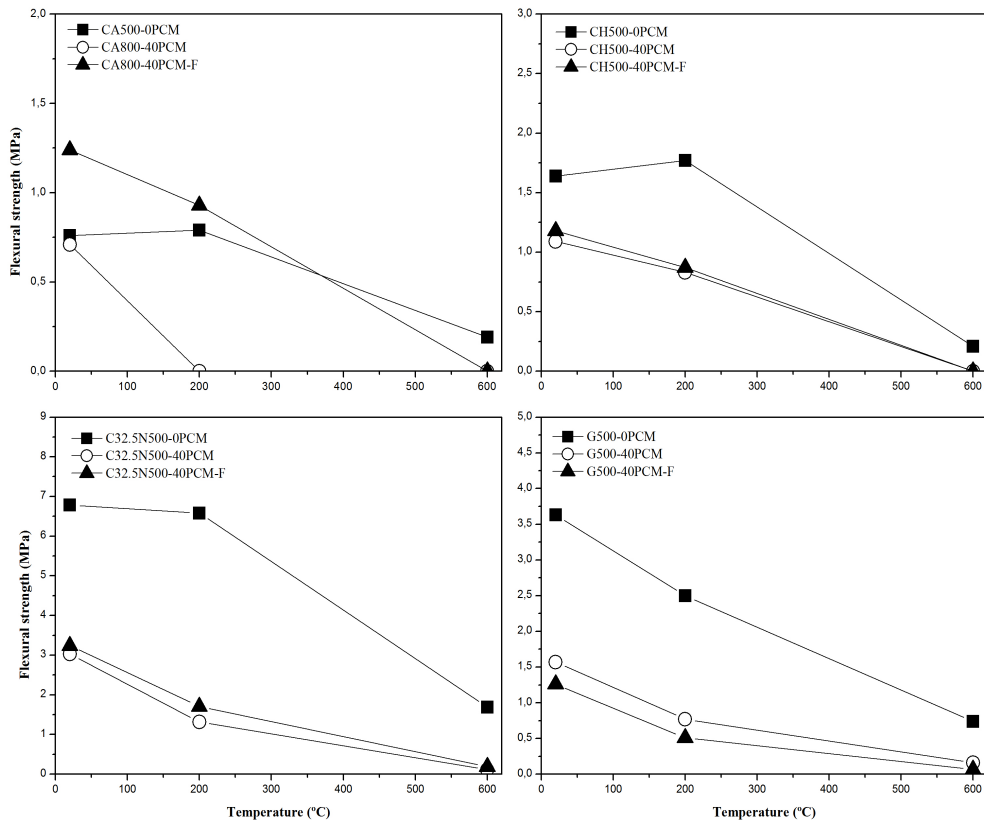 2,0
1,5
1,0
0,5
0,0
Flexural strength (MPa)
CA500-0PCM
CA800-40PCM
CA800-40PCM-F
0 100 200 300 400 500 600
3,0
2,5
2,0
1,5
1,0
0,5
0,0
CH500-0PCM
CH500-40PCM
CH500-40PCM-F
0 100 200 300 400 500 600
9
8
7
6
5
4
3
2
1
0
Flexural strength (MPa)
C32.5N500-0PCM
C32.5N500-40PCM
C32.5N500-40PCM-F
0 100 200 300 400 500 600
Temperature (ºC)
5,0
4,5
4,0
3,5
3,0
2,5
2,0
1,5
1,0
0,5
0,0
G500-0PCM
G500-40PCM
G500-40PCM-F
0 100 200 300 400 500 600
Temperature (ºC)